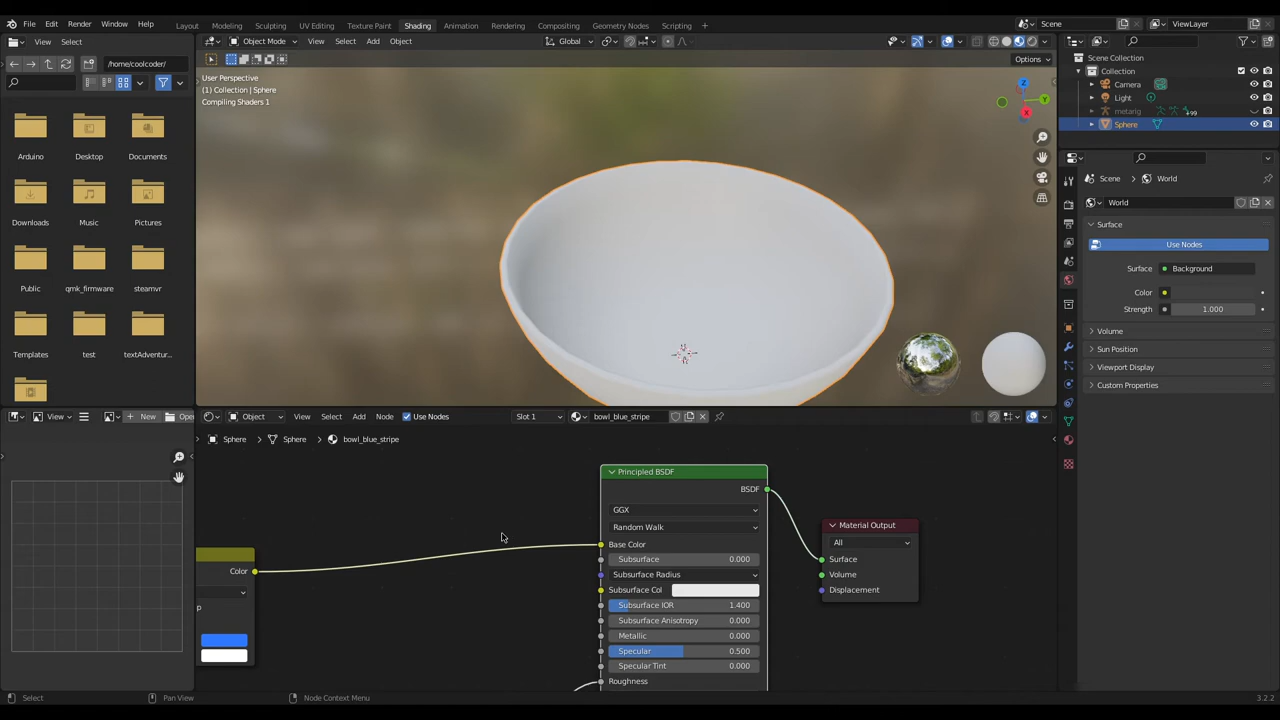 File Edit Render Window Help Layout Modeling Sculpting UV Editing Texture Paint Shading Animation Rendering Compositing Geometry Nodes Scripting + Scene ViewLayer
View Select
Object Mode View Select Add Object Global
/home/coolcoder/
Options
Arduino Desktop Documents
Downloads Music Pictures
Public qmk_firmware steamvr
Templates test textAdventur...
User Perspective
(1) Collection | Sphere
Compiling Shaders 1
Z
Y
X
Scene Collection
Collection
Camera
Light
metarig +99
Sphere
Scene World
World
Surface
Use Nodes
Surface Background
Color
Strength 1.000
Volume
Sun Position
Viewport Display
Custom Properties
View New Open
Object View Select Add Node Use Nodes Slot 1 bowl_blue_stripe
Sphere Sphere bowl_blue_stripe
Color
p
Principled BSDF
BSDF
GGX
Random Walk
Base Color
Subsurface 0.000
Subsurface Radius
Subsurface Col
Subsurface IOR 1.400
Subsurface Anisotropy 0.000
Metallic 0.000
Specular 0.500
Specular Tint 0.000
Roughness
Material Output
All
Surface
Volume
Displacement
Select Pan View Node Context Menu 3.2.2